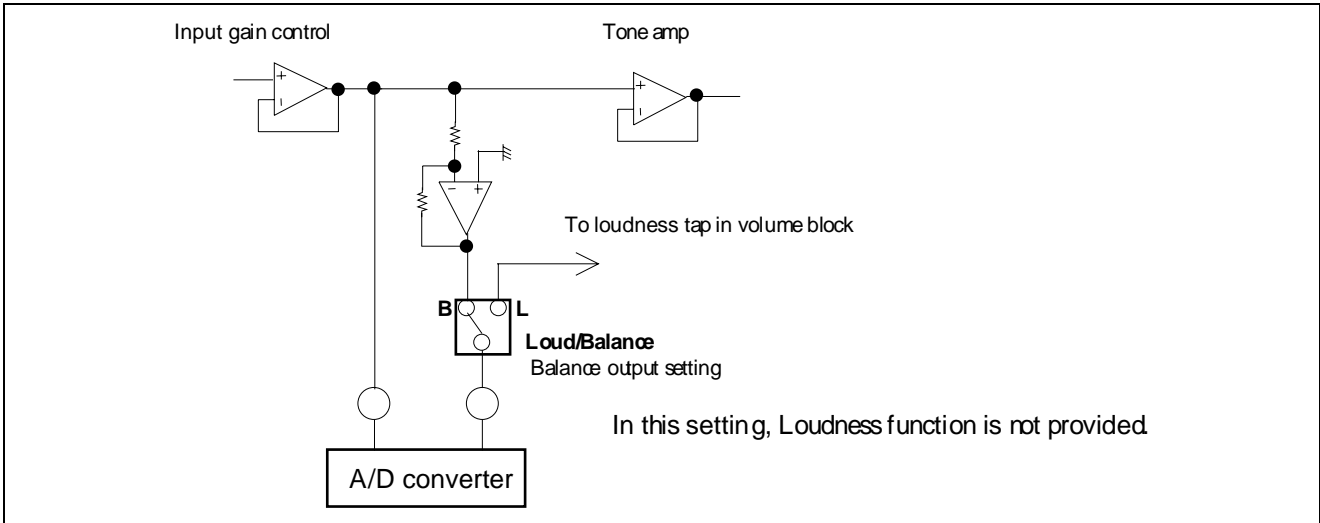 Input gain control
Tone amp
+
-
+
-
- +
To loudness tap in volume block
B L
Loud/Balance
Balance output setting
In this setting, Loudness function is not provided.
A/D converter